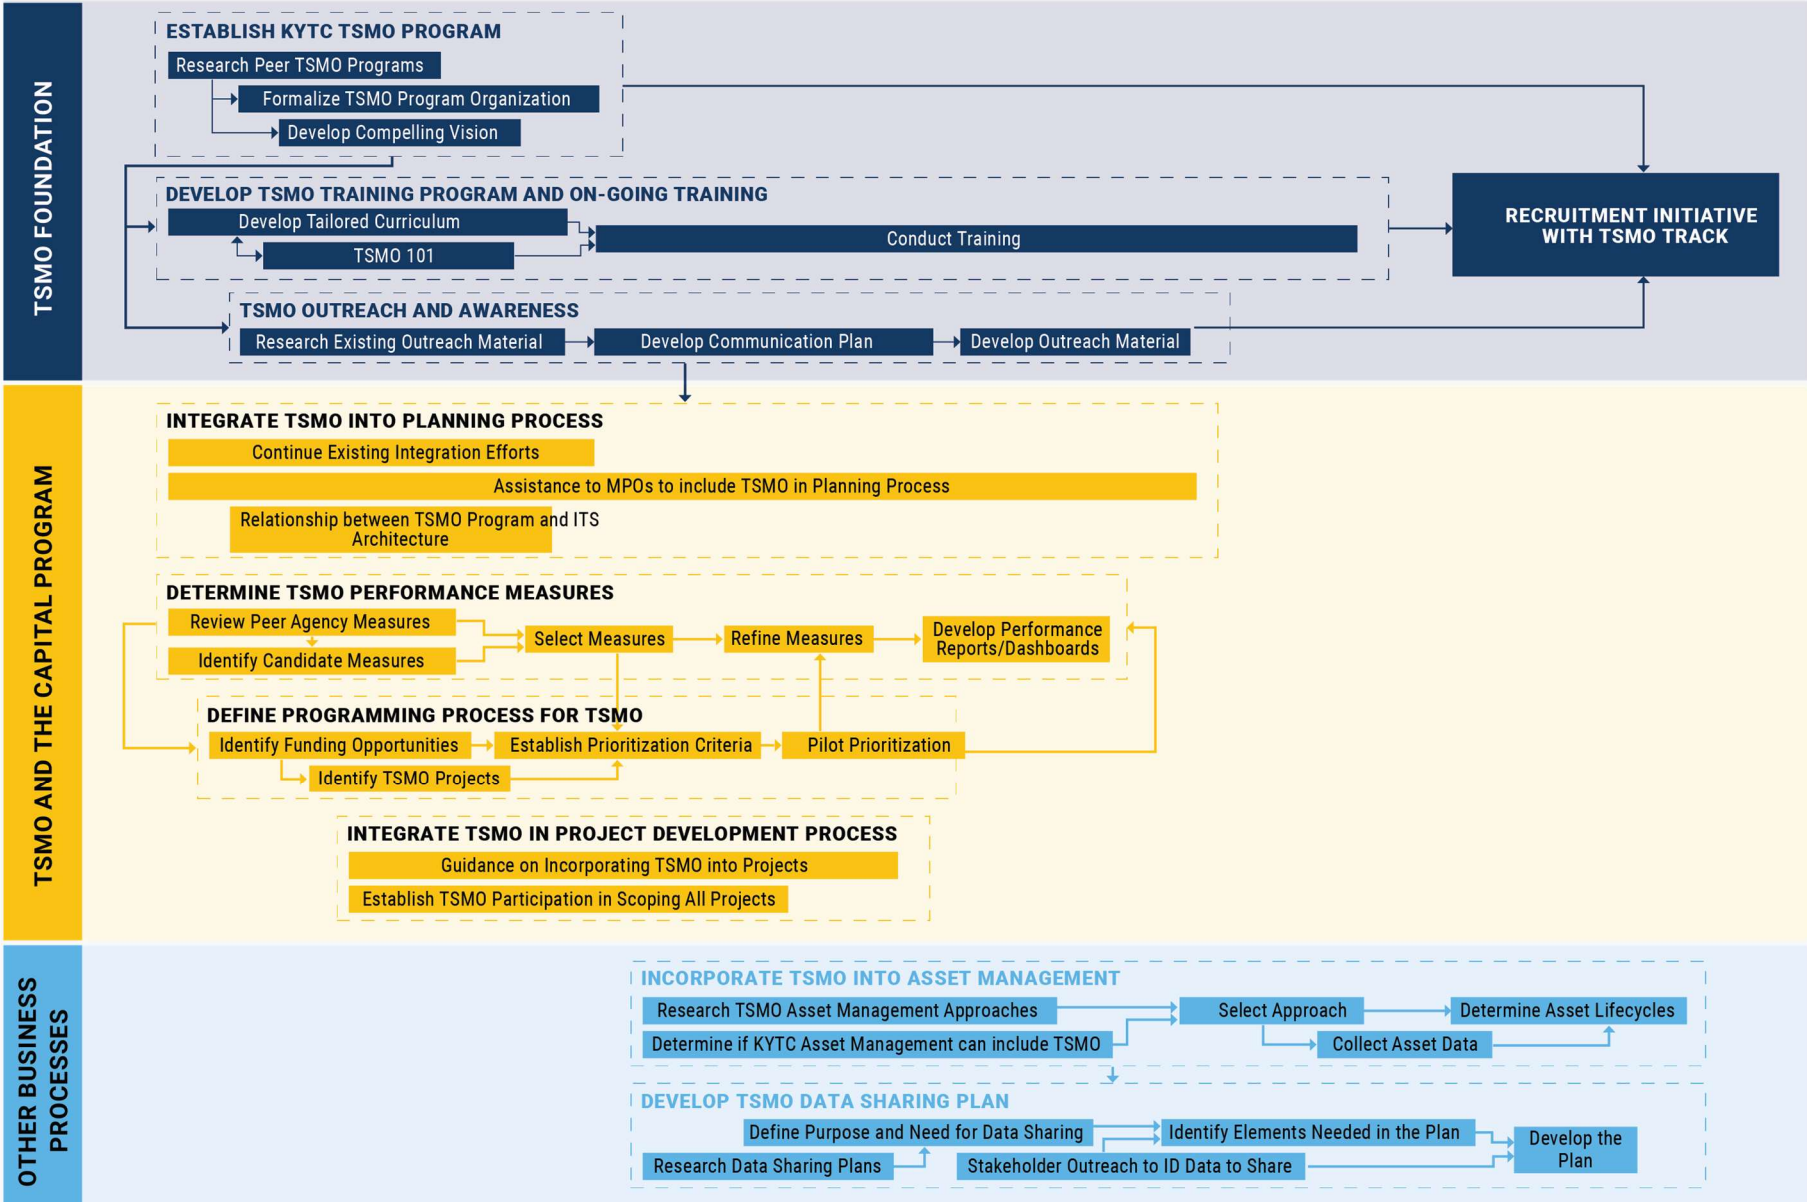 TSMO FOUNDATION
ESTABLISH KYTC TSMO PROGRAM
Research Peer TSMO Programs
Formalize TSMO Program Organization
Develop Compelling Vision
DEVELOP TSMO TRAINING PROGRAM AND ON-GOING TRAINING
Develop Tailored Curriculum
TSMO 101
Conduct Training
RECRUITMENT INITIATIVE
WITH TSMO TRACK
TSMO OUTREACH AND AWARENESS
Research Existing Outreach Material
Develop Communication Plan
Develop Outreach Material
TSMO AND THE CAPITAL PROGRAM
INTEGRATE TSMO INTO PLANNING PROCESS
Continue Existing Integration Efforts
Assistance to MPOs to include TSMO in Planning Process
Relationship between TSMO Program and ITS
Architecture
DETERMINE TSMO PERFORMANCE MEASURES
Review Peer Agency Measures
Identify Candidate Measures
Select Measures
Refine Measures
Develop Performance
Reports/Dashboards
DEFINE PROGRAMMING PROCESS FOR TSMO
Identify Funding Opportunities
Establish Prioritization Criteria
Pilot Prioritization
Identify TSMO Projects
INTEGRATE TSMO IN PROJECT DEVELOPMENT PROCESS
Guidance on Incorporating TSMO into Projects
Establish TSMO Participation in Scoping All Projects
OTHER BUSINESS
PROCESSES
INCORPORATE TSMO INTO ASSET MANAGEMENT
Research TSMO Asset Management Approaches
Select Approach
Determine Asset Lifecycles
Determine if KYTC Asset Management can include TSMO
Collect Asset Data
DEVELOP TSMO DATA SHARING PLAN
Define Purpose and Need for Data Sharing
Identify Elements Needed in the Plan
Develop the
Plan
Research Data Sharing Plans
Stakeholder Outreach to ID Data to Share